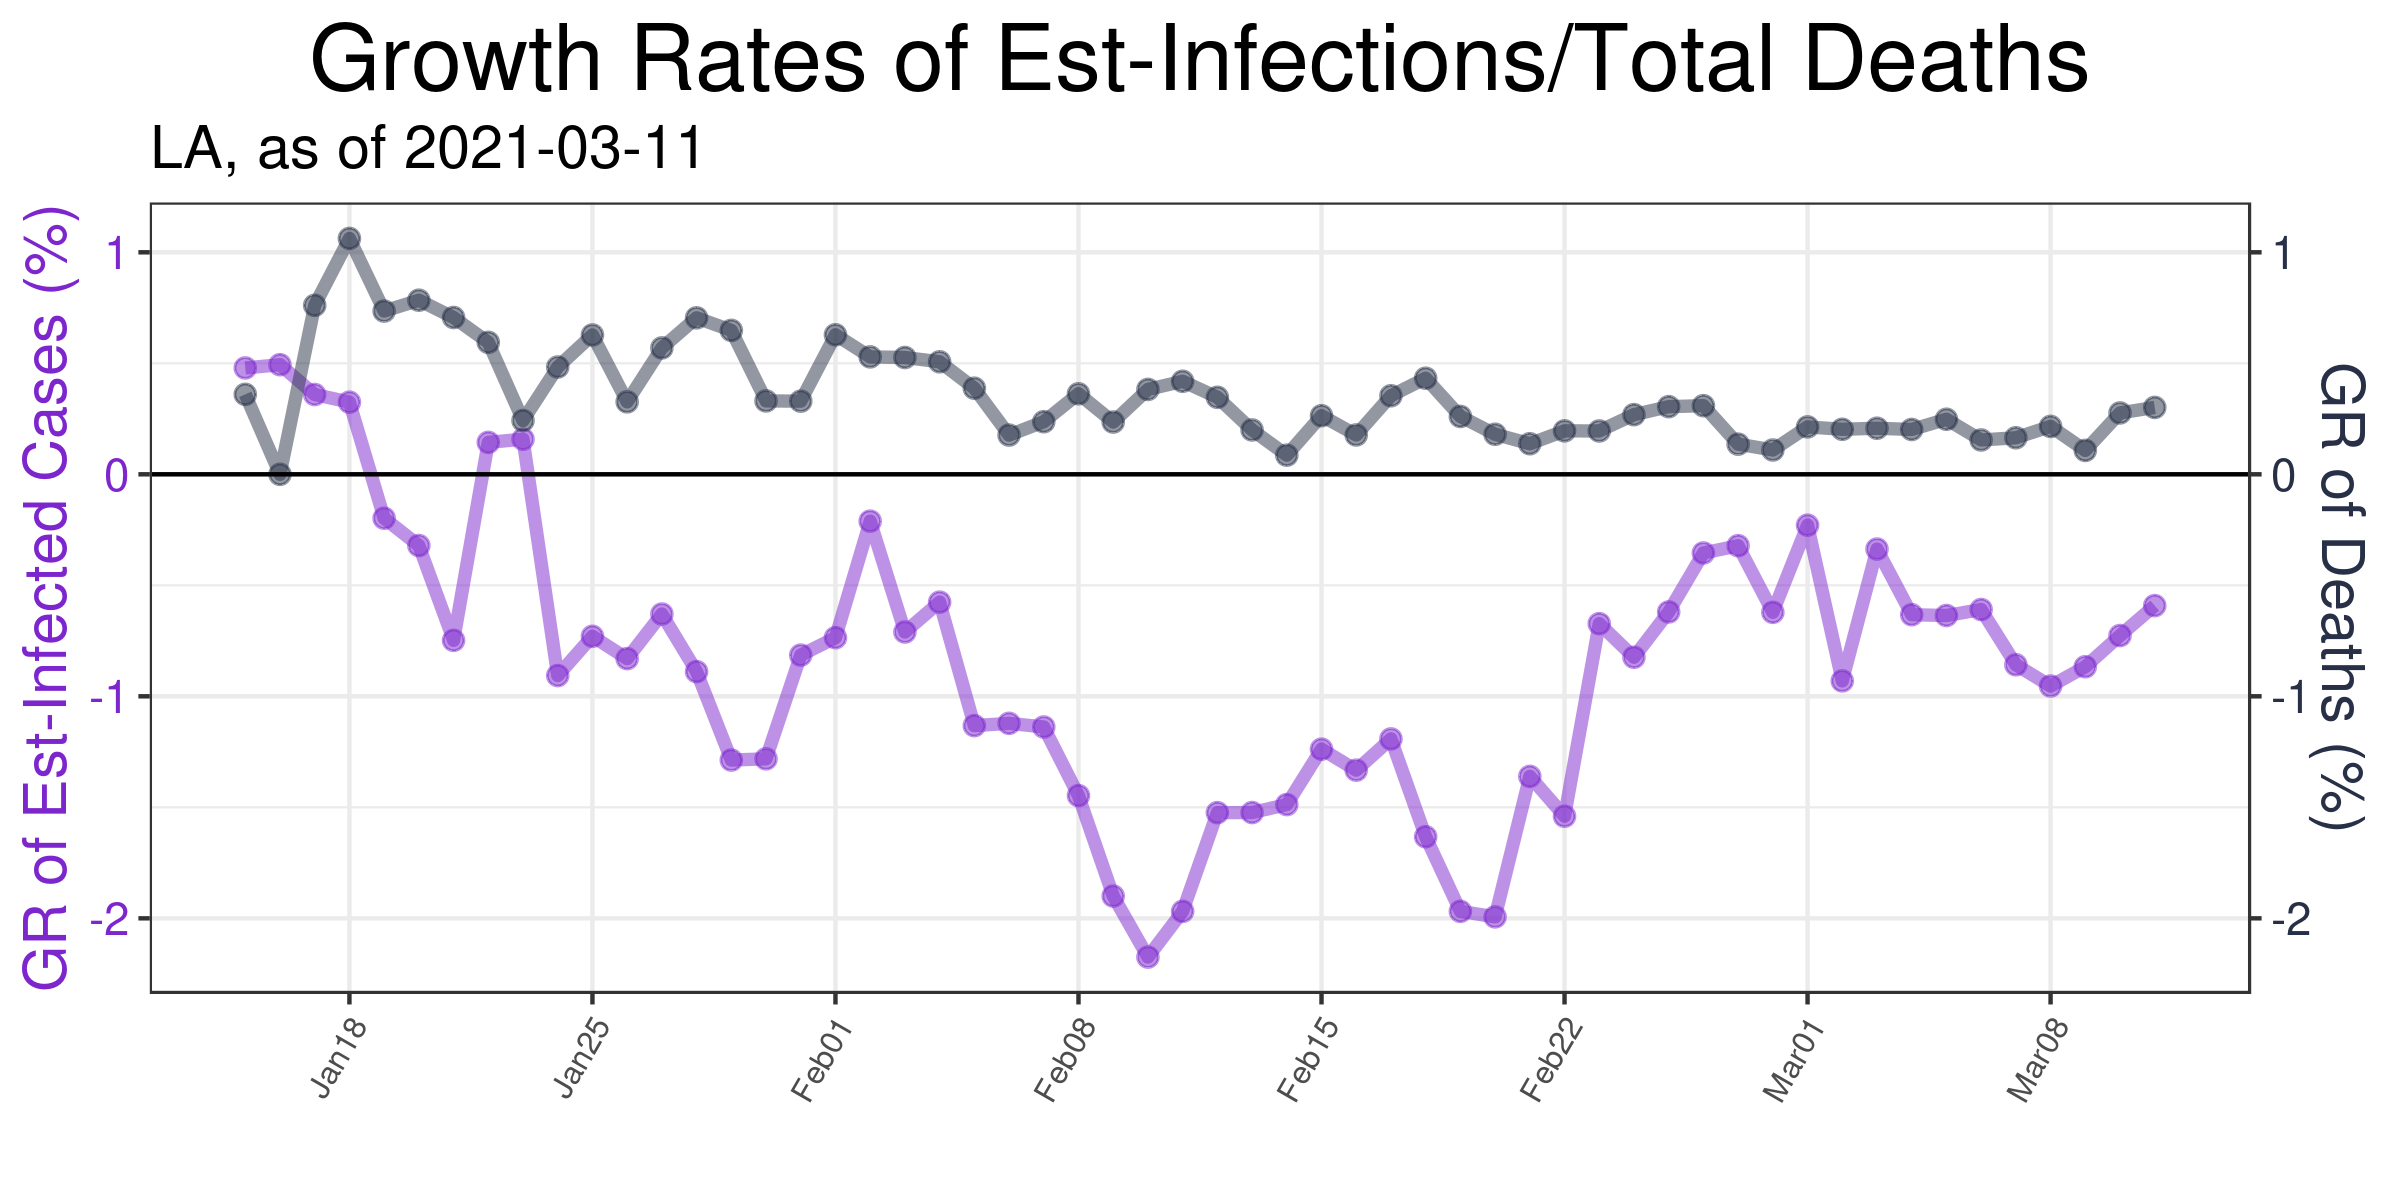 Growth Rates of Est-Infections/Total Deaths
LA, as of 2021-03-11
GR of Est-Infected Cases (%)
1
0
-1
-2
1
0
-1
-2
GR of Deaths (%)
Jan18
Jan25
Feb01
Feb08
Feb15
Feb22
Mar01
Mar08